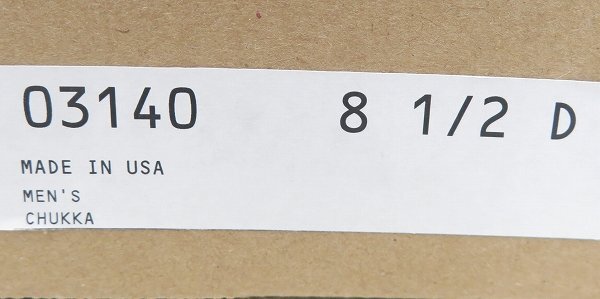 03140 8 1/2 D
MADE IN USA
MEN'S
CHUKKA